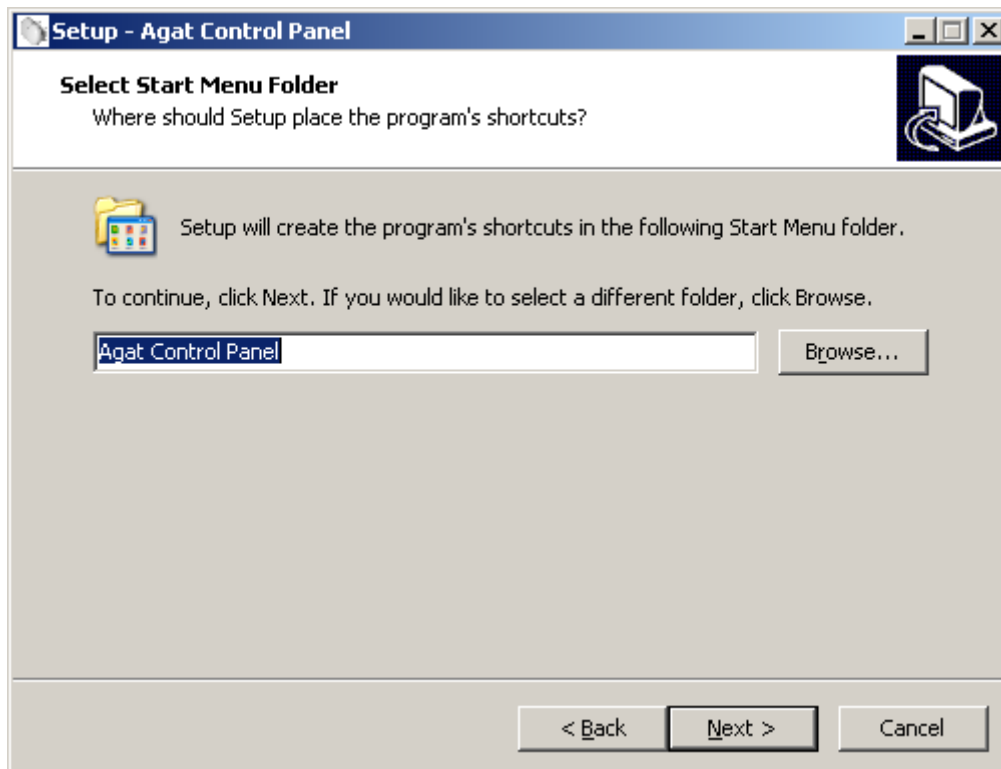 Setup - Agat Control Panel
Select Start Menu Folder
Where should Setup place the program's shortcuts?
Setup will create the program's shortcuts in the following Start Menu folder.
To continue, click Next. If you would like to select a different folder, click Browse.
Agat Control Panel
Browse...
< Back
Next >
Cancel